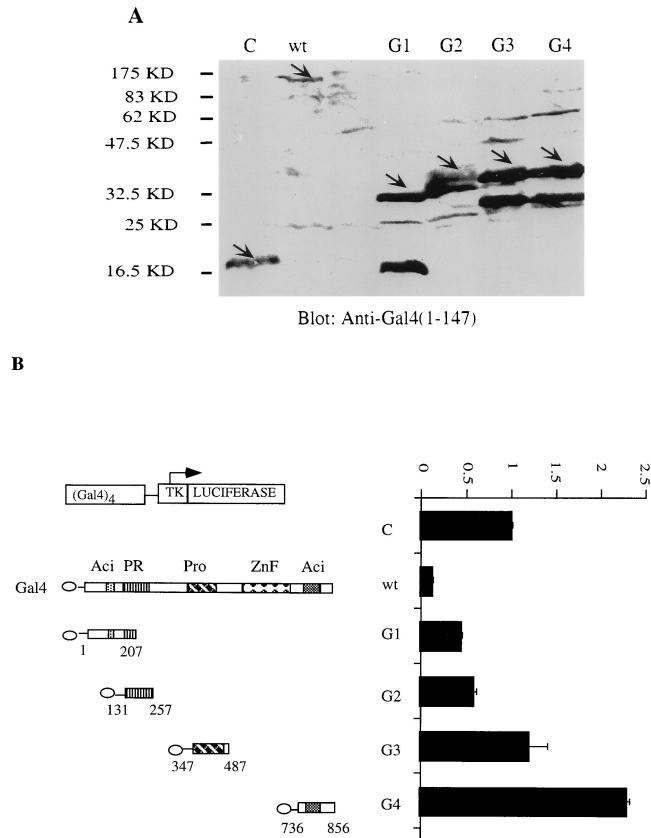 A
C wt G1 G2 G3 G4
175 KD
83 KD
62 KD
47.5 KD
32.5 KD
25 KD
16.5 KD
Blot: Anti-Gal4(1-147)
B
0 0.5 1 1.5 2 2.5
(Gal4)4 TK LUCIFERASE
C
Aci PR Pro ZnF Aci
Gal4
wt
1 207
G1
131 257
G2
347 487
G3
736 856
G4